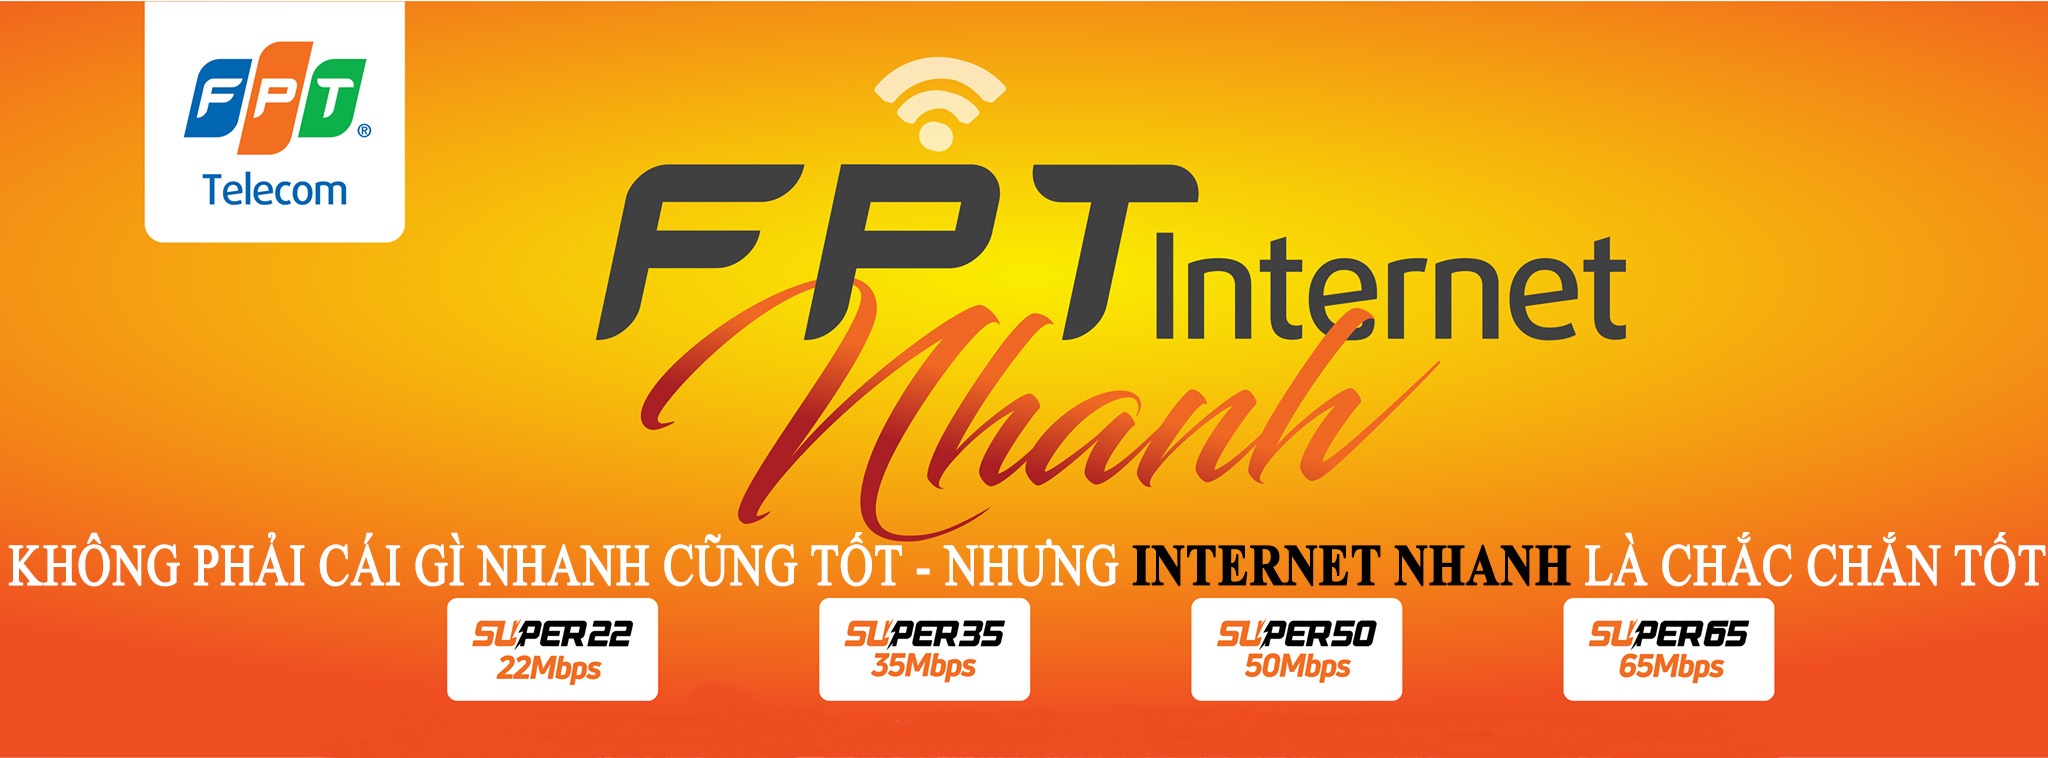 FPT®
Telecom
FPT Internet
Nhanh
KHÔNG PHẢI CÁI GÌ NHANH CŨNG TỐT - NHƯNG INTERNET NHANH LÀ CHẮC CHẮN TỐT
SUPER22
22Mbps
SUPER35
35Mbps
SUPER50
50Mbps
SUPER65
65Mbps